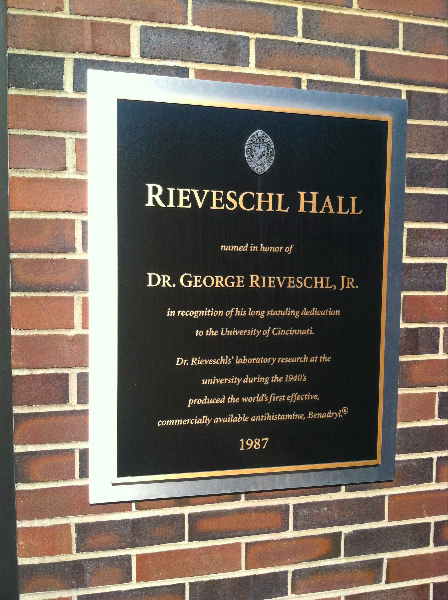 RIEVESCHL HALL
named in honor of
DR. GEORGE RIEVESCHL, JR.
in recognition of his long standing dedication
to the University of Cincinnati.
Dr. Rieveschls' laboratory research at the
university during the 1940's
produced the world's first effective,
commercially available antihistamine, Benadryl.®
1987